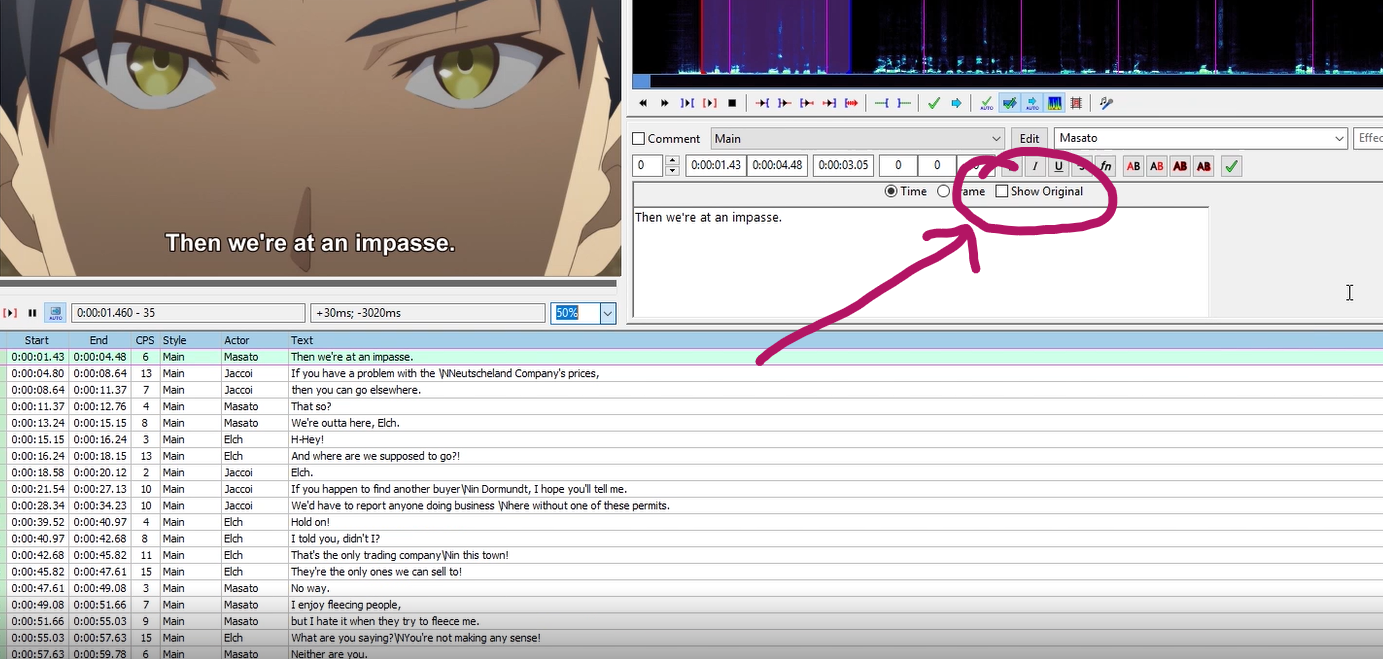 Then we're at an impasse.
0:00:01.460 - 35
+30ms; -3020ms
50%
AUTO
AUTO
AUTO
Comment
Main
Edit
Masato
Effec
0
0:00:01.43
0:00:04.48
0:00:03.05
0
0
I
U
fn
AB
AB
AB
AB
Time
Show Original
Then we're at an impasse.
Start End CPS Style Actor Text
0:00:01.43 0:00:04.48 6 Main Masato Then we're at an impasse.
0:00:04.80 0:00:08.64 13 Main Jaccoi If you have a problem with the \NNeutscheland Company's prices,
0:00:08.64 0:00:11.37 7 Main Jaccoi then you can go elsewhere.
0:00:11.37 0:00:12.76 4 Main Masato That so?
0:00:13.24 0:00:15.15 8 Main Masato We're outta here, Elch.
0:00:15.15 0:00:16.24 3 Main Elch H-Hey!
0:00:16.24 0:00:18.15 13 Main Elch And where are we supposed to go?!
0:00:18.58 0:00:20.12 2 Main Jaccoi Elch.
0:00:21.54 0:00:27.13 10 Main Jaccoi If you happen to find another buyer\Nin Dormundt, I hope you'll tell me.
0:00:28.34 0:00:34.23 10 Main Jaccoi We'd have to report anyone doing business \Nhere without one of these permits.
0:00:39.52 0:00:40.97 4 Main Elch Hold on!
0:00:40.97 0:00:42.68 8 Main Elch I told you, didn't I?
0:00:42.68 0:00:45.82 11 Main Elch That's the only trading company\Nin this town!
0:00:45.82 0:00:47.61 15 Main Elch They're the only ones we can sell to!
0:00:47.61 0:00:49.08 3 Main Masato No way.
0:00:49.08 0:00:51.66 7 Main Masato I enjoy fleecing people,
0:00:51.66 0:00:55.03 9 Main Masato but I hate it when they try to fleece me.
0:00:55.03 0:00:57.63 15 Main Elch What are you saying?\NYou're not making any sense!
0:00:57.63 0:00:59.78 6 Main Masato Neither are you.